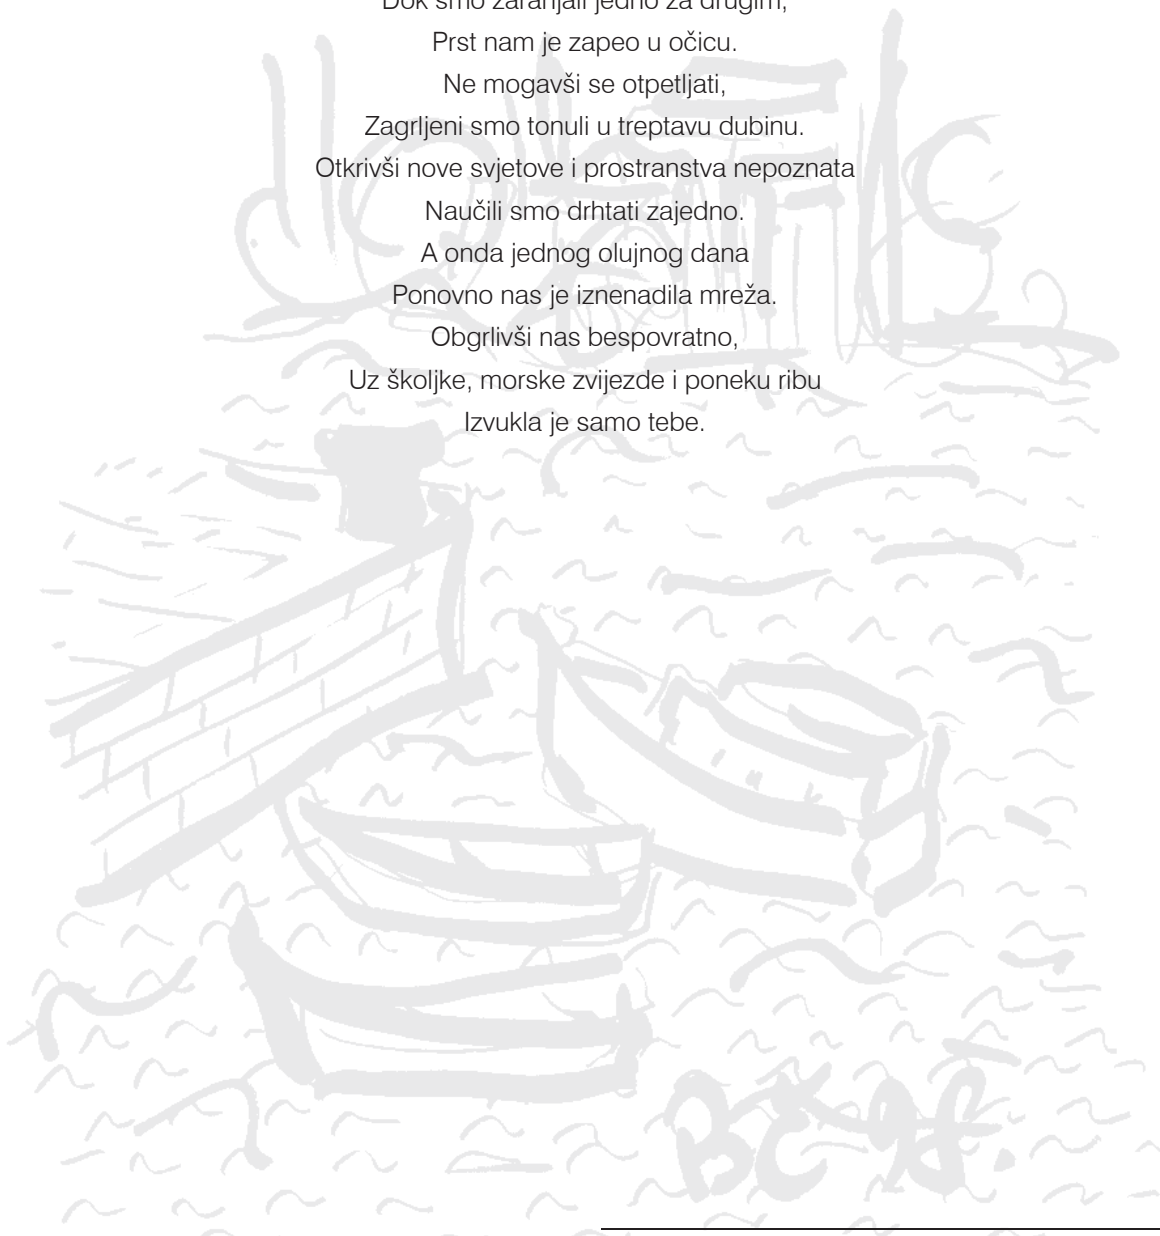 Dok smo zaranjali jedno za drugim,
Prst nam je zapeo u očicu.
Ne mogavši se otpetljati,
Zagrljeni smo tonuli u treptavu dubinu.
Otkrivši nove svjetove i prostranstva nepoznata
Naučili smo drhtati zajedno.
A onda jednog olujnog dana
Ponovno nas je iznenadila mreža.
Obgrlivši nas bespovratno,
Uz školjke, morske zvijezde i poneku ribu
Izvukla je samo tebe.